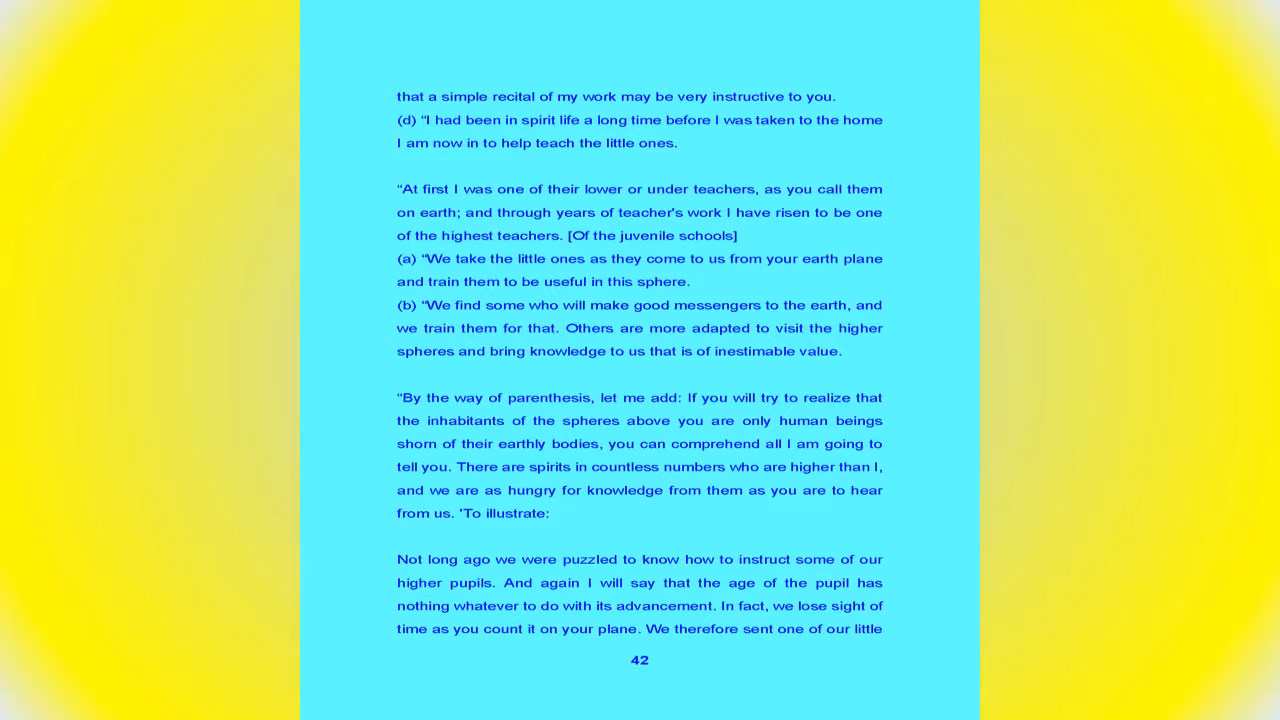 that a simple recital of my work may be very instructive to you.
(d) “I had been in spirit life a long time before I was taken to the home
I am now in to help teach the little ones.
“At first I was one of their lower or under teachers, as you call them
on earth; and through years of teacher's work I have risen to be one
of the highest teachers. [Of the juvenile schools]
(a) “We take the little ones as they come to us from your earth plane
and train them to be useful in this sphere.
(b) “We find some who will make good messengers to the earth, and
we train them for that. Others are more adapted to visit the higher
spheres and bring knowledge to us that is of inestimable value.
“By the way of parenthesis, let me add: If you will try to realize that
the inhabitants of the spheres above you are only human beings
shorn of their earthly bodies, you can comprehend all I am going to
tell you. There are spirits in countless numbers who are higher than I,
and we are as hungry for knowledge from them as you are to hear
from us. 'To illustrate:
Not long ago we were puzzled to know how to instruct some of our
higher pupils. And again I will say that the age of the pupil has
nothing whatever to do with its advancement. In fact, we lose sight of
time as you count it on your plane. We therefore sent one of our little
42